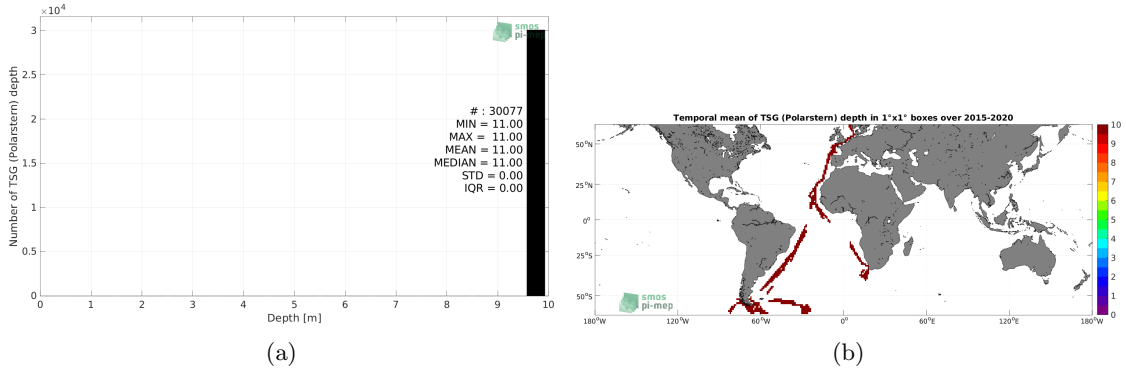 ×10⁴
3
2.5
2
1.5
1
0.5
0
Number of TSG (Polarstern) depth
smos
pi-mep
# : 30077
MIN = 11.00
MAX = 11.00
MEAN = 11.00
MEDIAN = 11.00
STD = 0.00
IQR = 0.00
0 1 2 3 4 5 6 7 8 9 10
Depth [m]
(a)
Temporal mean of TSG (Polarstern) depth in 1°x1° boxes over 2015-2020
50°N
25°N
0°
25°S
50°S
smos
pi-mep
180°W 120°W 60°W 0° 60°E 120°E 180°W
10
9
8
7
6
5
4
3
2
1
0
(b)